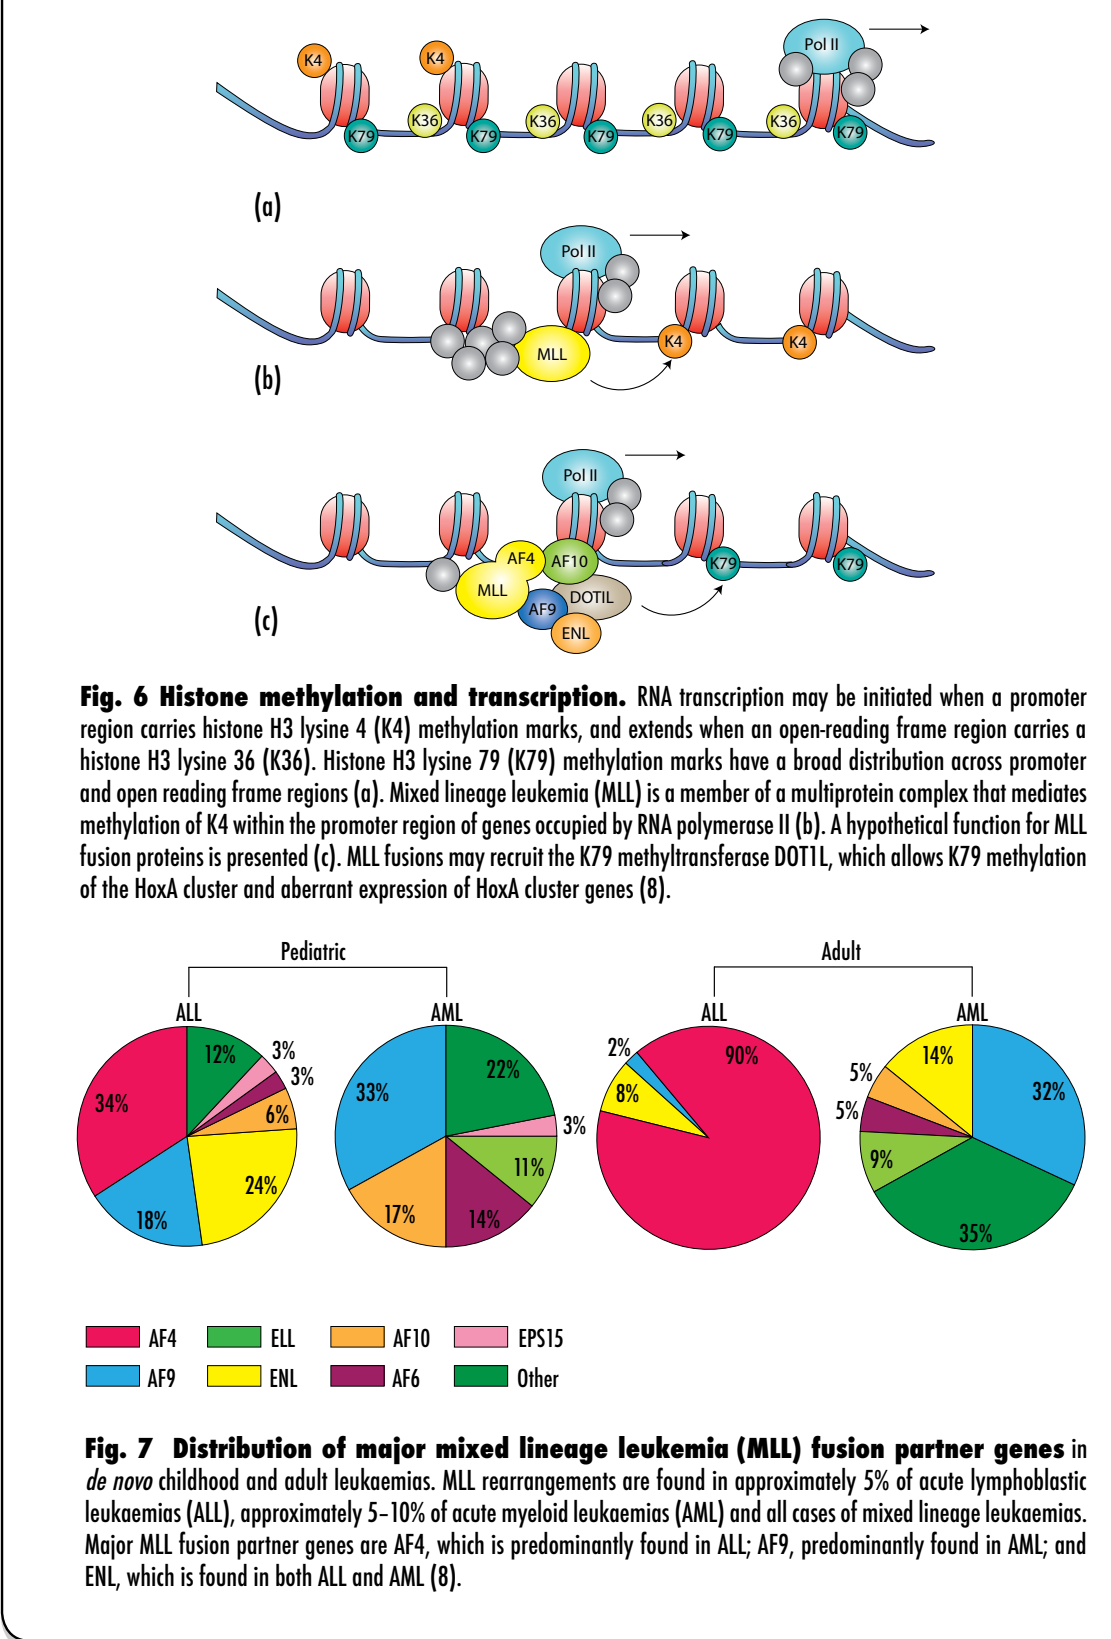 K4 K4 Pol II
K36 K36 K36 K36
K79 K79 K79 K79 K79
(a)
Pol II
MLL K4 K4
(b)
Pol II
AF4 AF10 K79 K79
MLL DOTIL
AF9
ENL
(c)
Fig. 6 Histone methylation and transcription. RNA transcription may be initiated when a promoter
region carries histone H3 lysine 4 (K4) methylation marks, and extends when an open-reading frame region carries a
histone H3 lysine 36 (K36). Histone H3 lysine 79 (K79) methylation marks have a broad distribution across promoter
and open reading frame regions (a). Mixed lineage leukemia (MLL) is a member of a multiprotein complex that mediates
methylation of K4 within the promoter region of genes occupied by RNA polymerase II (b). A hypothetical function for MLL
fusion proteins is presented (c). MLL fusions may recruit the K79 methyltransferase DOT1L, which allows K79 methylation
of the HoxA cluster and aberrant expression of HoxA cluster genes (8).
Pediatric Adult
ALL AML ALL AML
12% 3% 3% 6% 24% 18% 34%
22% 3% 11% 14% 17% 33%
90% 2% 8%
14% 32% 35% 9% 5% 5%
AF4 ELL AF10 EPS15
AF9 ENL AF6 Other
Fig. 7 Distribution of major mixed lineage leukemia (MLL) fusion partner genes in
de novo childhood and adult leukaemias. MLL rearrangements are found in approximately 5% of acute lymphoblastic
leukaemias (ALL), approximately 5–10% of acute myeloid leukaemias (AML) and all cases of mixed lineage leukaemias.
Major MLL fusion partner genes are AF4, which is predominantly found in ALL; AF9, predominantly found in AML; and
ENL, which is found in both ALL and AML (8).